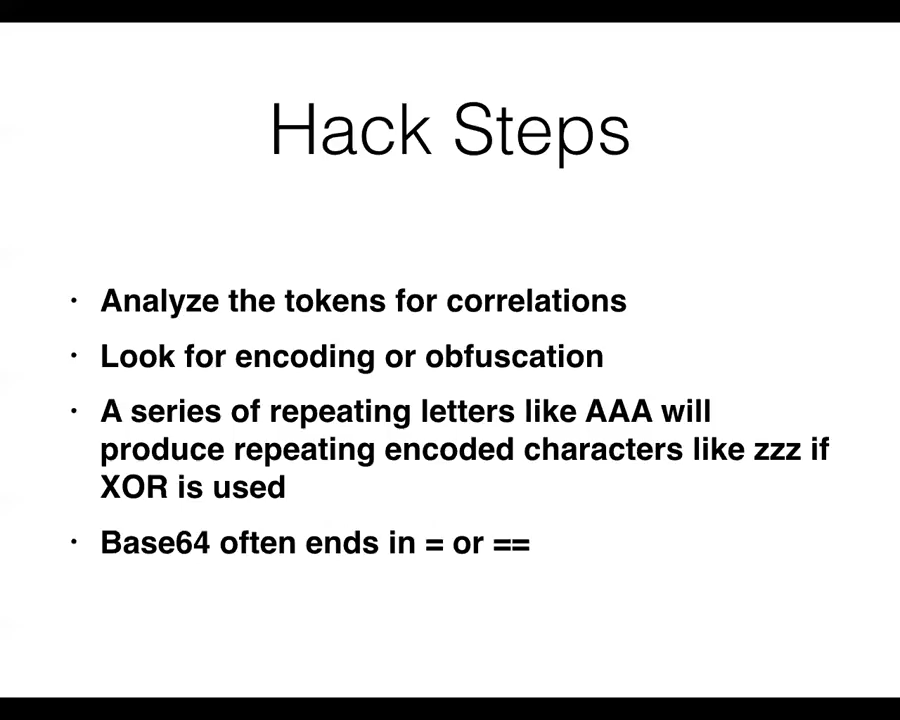 Hack Steps
• Analyze the tokens for correlations
• Look for encoding or obfuscation
• A series of repeating letters like AAA will
produce repeating encoded characters like zzz if
XOR is used
• Base64 often ends in = or ==